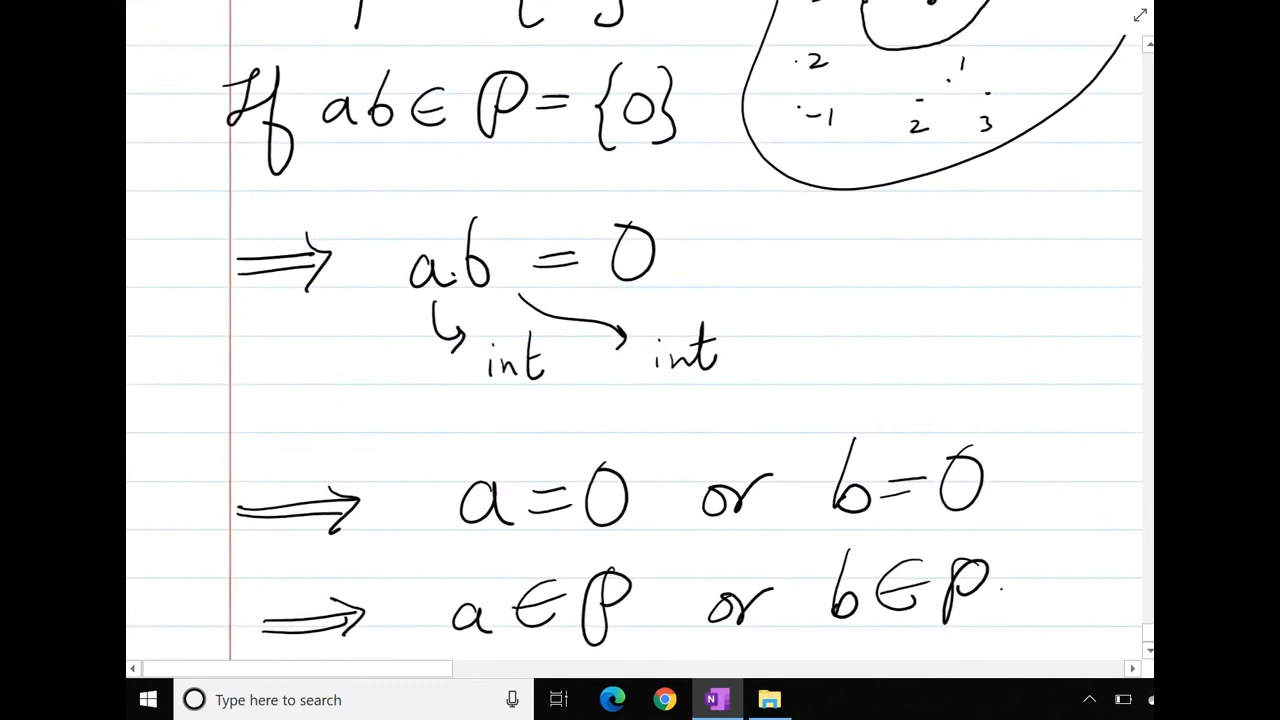 P { }
If ab ∈ P = {0}
·2 ·1
·-1 2 3
⟹ a.b = 0
int int
⟹ a=0 or b=0
⟹ a ∈ P or b ∈ P.
Type here to search